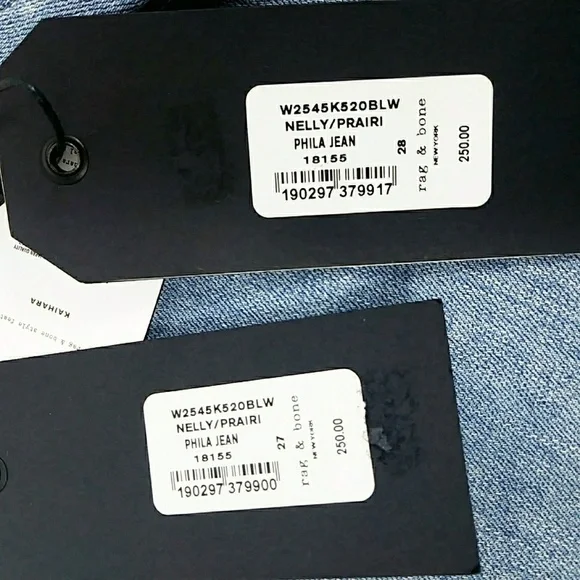 W2545K520BLW
NELLY/PRAIRI
PHILA JEAN
18155
190297 379917
28
rag & bone
NEW YORK
250.00
KAIHARA
W2545K520BLW
NELLY/PRAIRI
PHILA JEAN
18155
190297 379900
27
rag & bone
NEW YORK
250.00